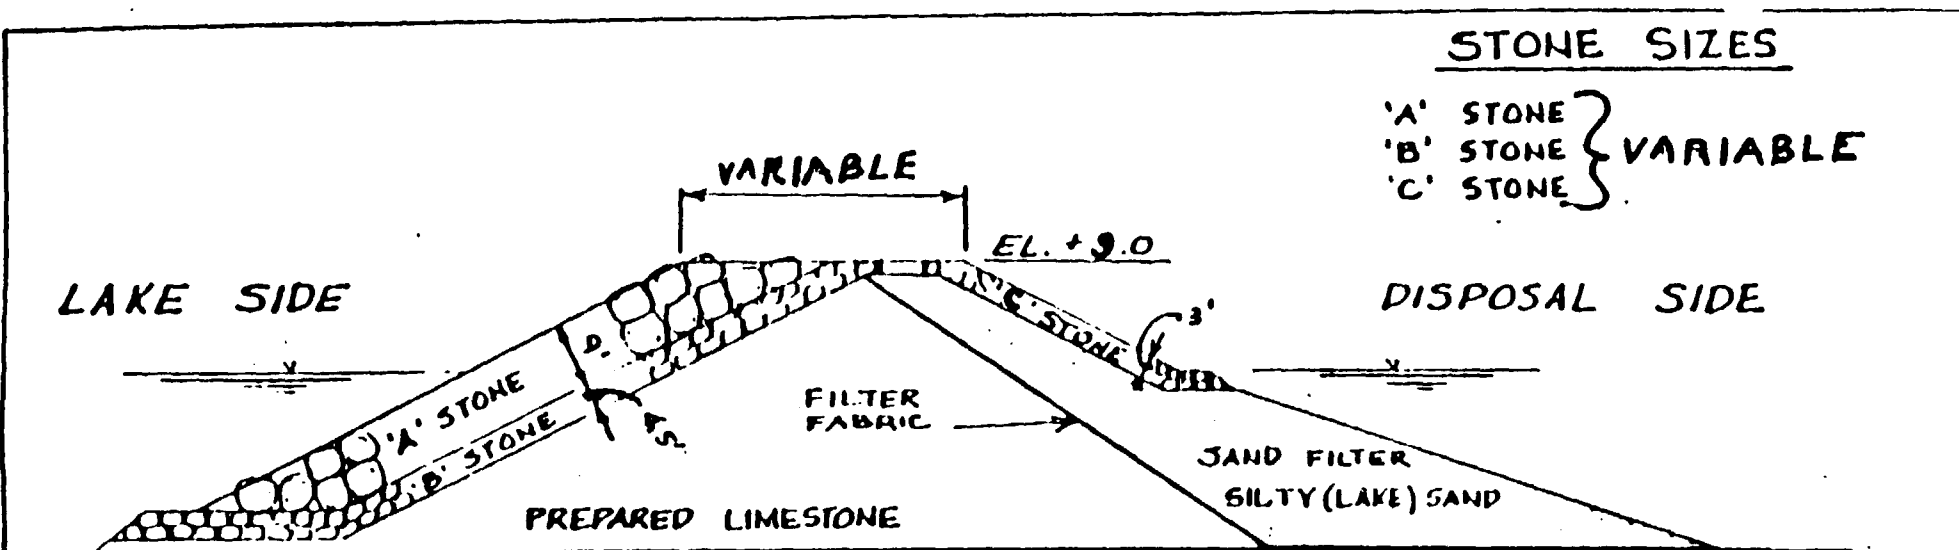 STONE SIZES
'A' STONE
'B' STONE
'C' STONE
VARIABLE
VARIABLE
EL. + 9.0
LAKE SIDE
DISPOSAL SIDE
'C' STONE
3'
D.
'A' STONE
'B' STONE
FILTER
FABRIC
SAND FILTER
SILTY (LAKE) SAND
PREPARED LIMESTONE